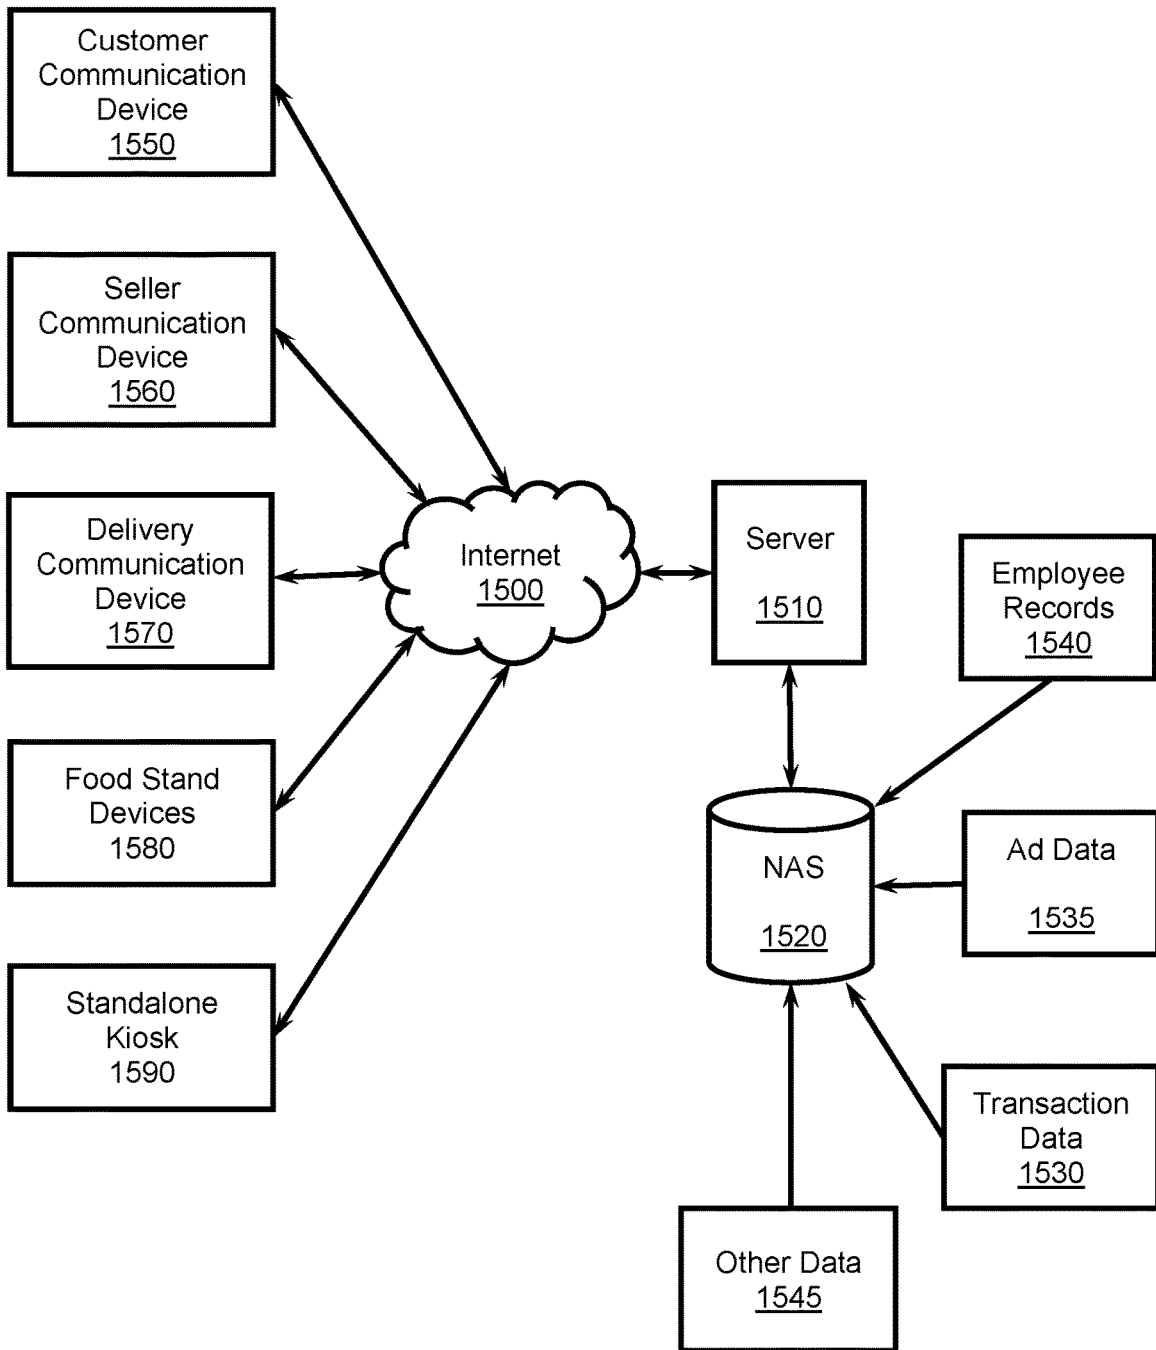 Customer
Communication
Device
1550
Seller
Communication
Device
1560
Delivery
Communication
Device
1570
Food Stand
Devices
1580
Standalone
Kiosk
1590
Internet
1500
Server
1510
Employee
Records
1540
NAS
1520
Ad Data
1535
Transaction
Data
1530
Other Data
1545